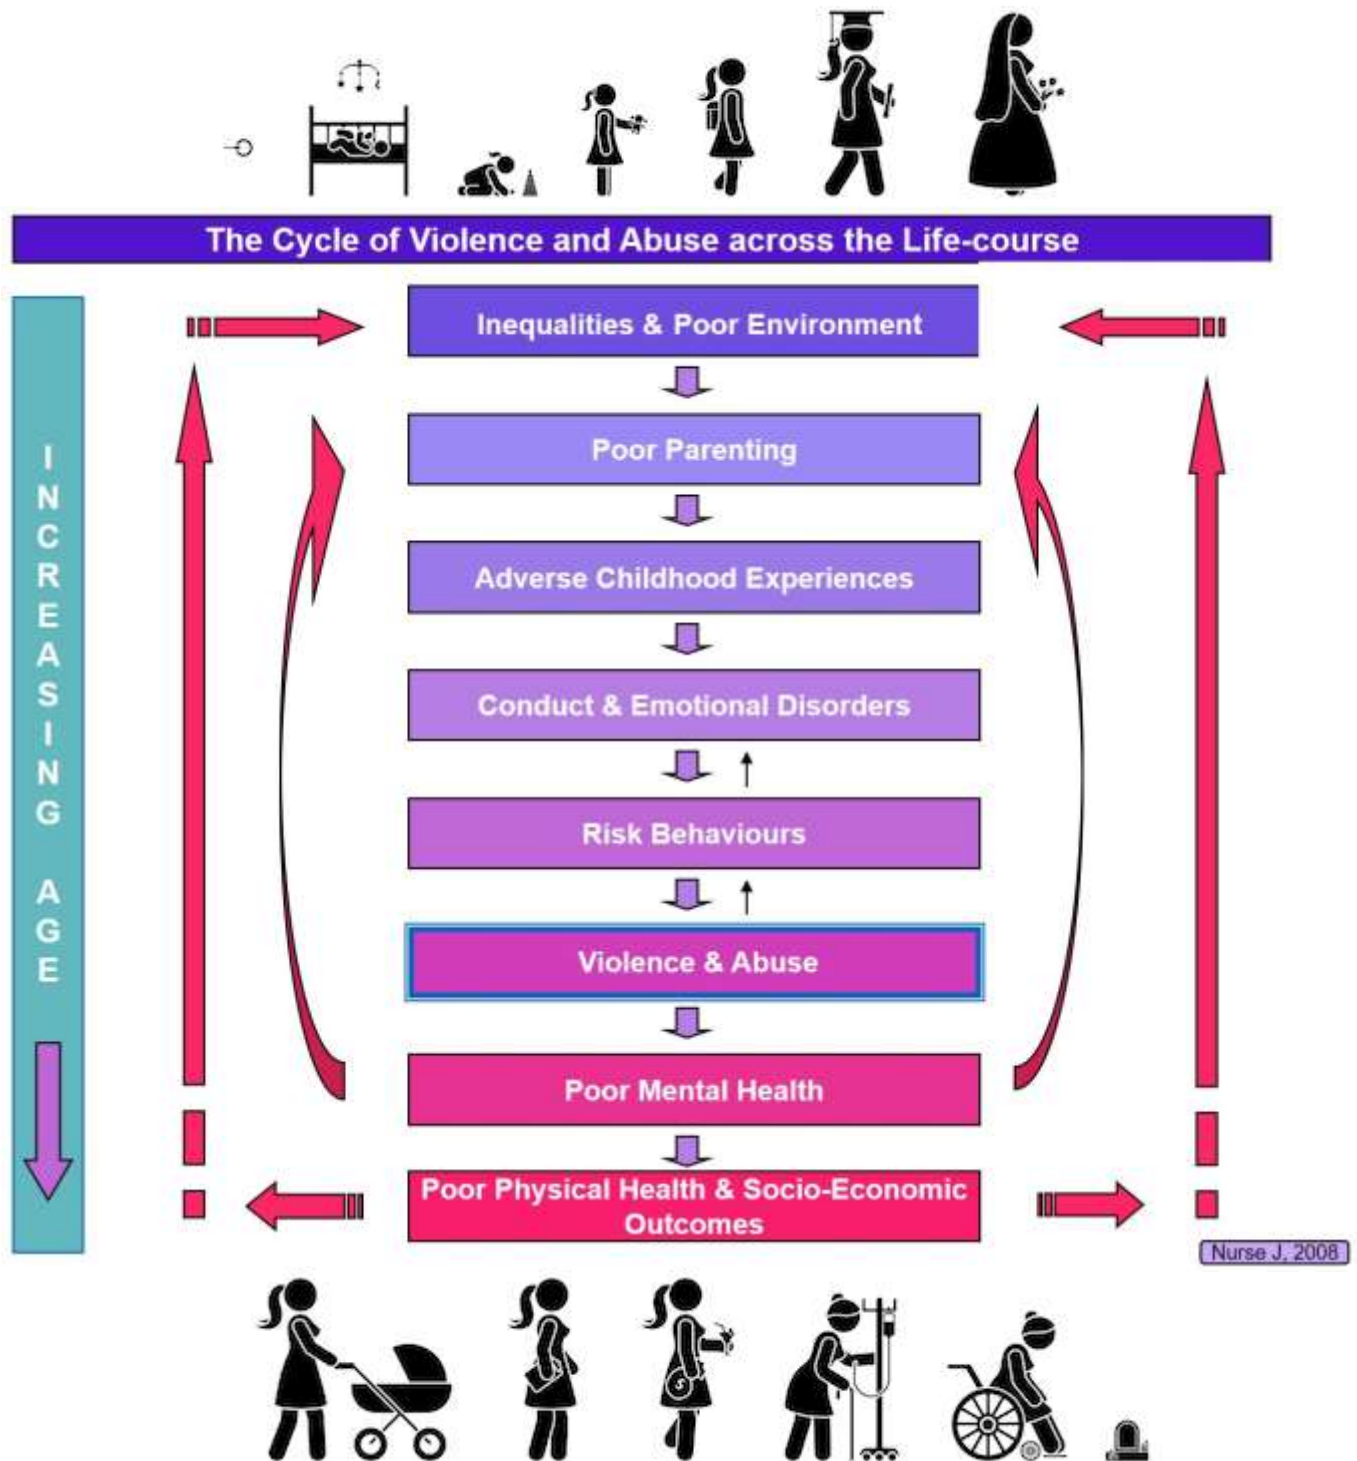 The Cycle of Violence and Abuse across the Life-course
Inequalities & Poor Environment
Poor Parenting
Adverse Childhood Experiences
Conduct & Emotional Disorders
Risk Behaviours
Violence & Abuse
Poor Mental Health
Poor Physical Health & Socio-Economic
Outcomes
INCREASING AGE
Nurse J, 2008
$